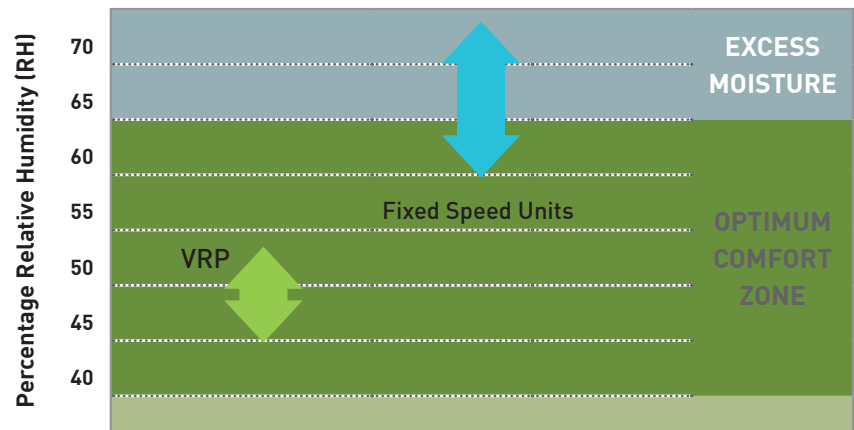 Percentage Relative Humidity (RH)
70
65
60
55
50
45
40
EXCESS
MOISTURE
Fixed Speed Units
VRP
OPTIMUM
COMFORT
ZONE